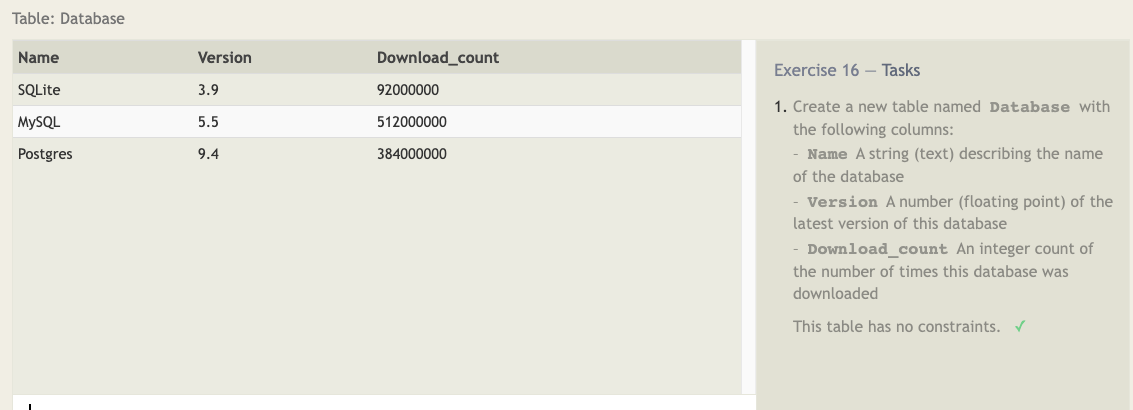 Table: Database
Name Version Download_count
SQLite 3.9 92000000
MySQL 5.5 512000000
Postgres 9.4 384000000
Exercise 16 — Tasks
1. Create a new table named Database with
the following columns:
- Name A string (text) describing the name
of the database
- Version A number (floating point) of the
latest version of this database
- Download_count An integer count of
the number of times this database was
downloaded
This table has no constraints. ✓